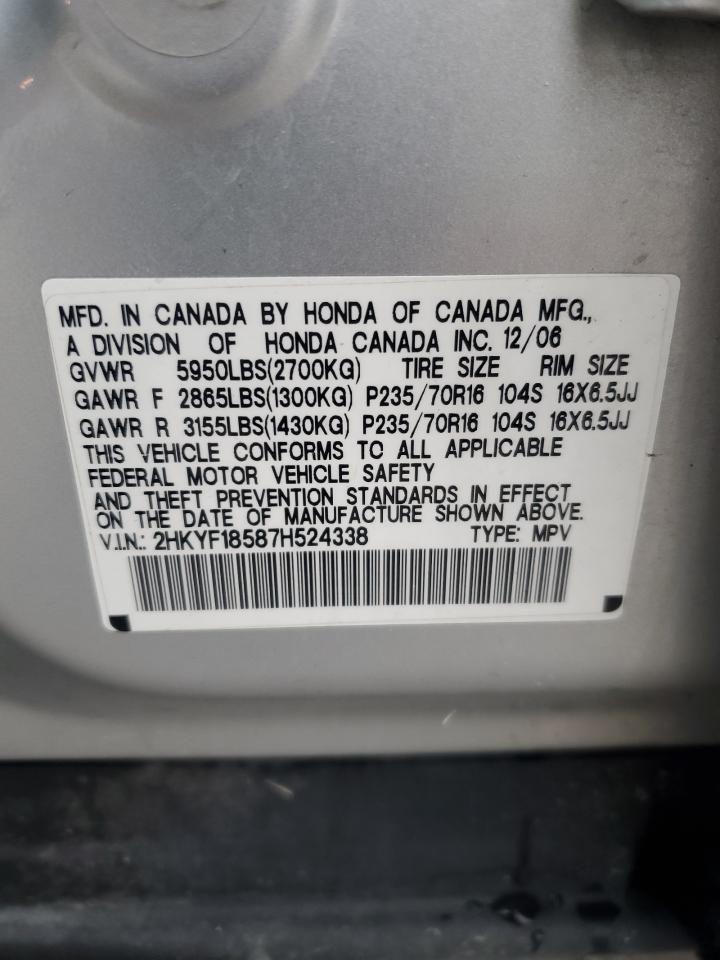 MFD. IN CANADA BY HONDA OF CANADA MFG.,
A DIVISION OF HONDA CANADA INC. 12/06
GVWR 5950LBS(2700KG) TIRE SIZE RIM SIZE
GAWR F 2865LBS(1300KG) P235/70R16 104S 16X6.5JJ
GAWR R 3155LBS(1430KG) P235/70R16 104S 16X6.5JJ
THIS VEHICLE CONFORMS TO ALL APPLICABLE
FEDERAL MOTOR VEHICLE SAFETY
AND THEFT PREVENTION STANDARDS IN EFFECT
ON THE DATE OF MANUFACTURE SHOWN ABOVE.
V.I.N.: 2HKYF18587H524338 TYPE: MPV